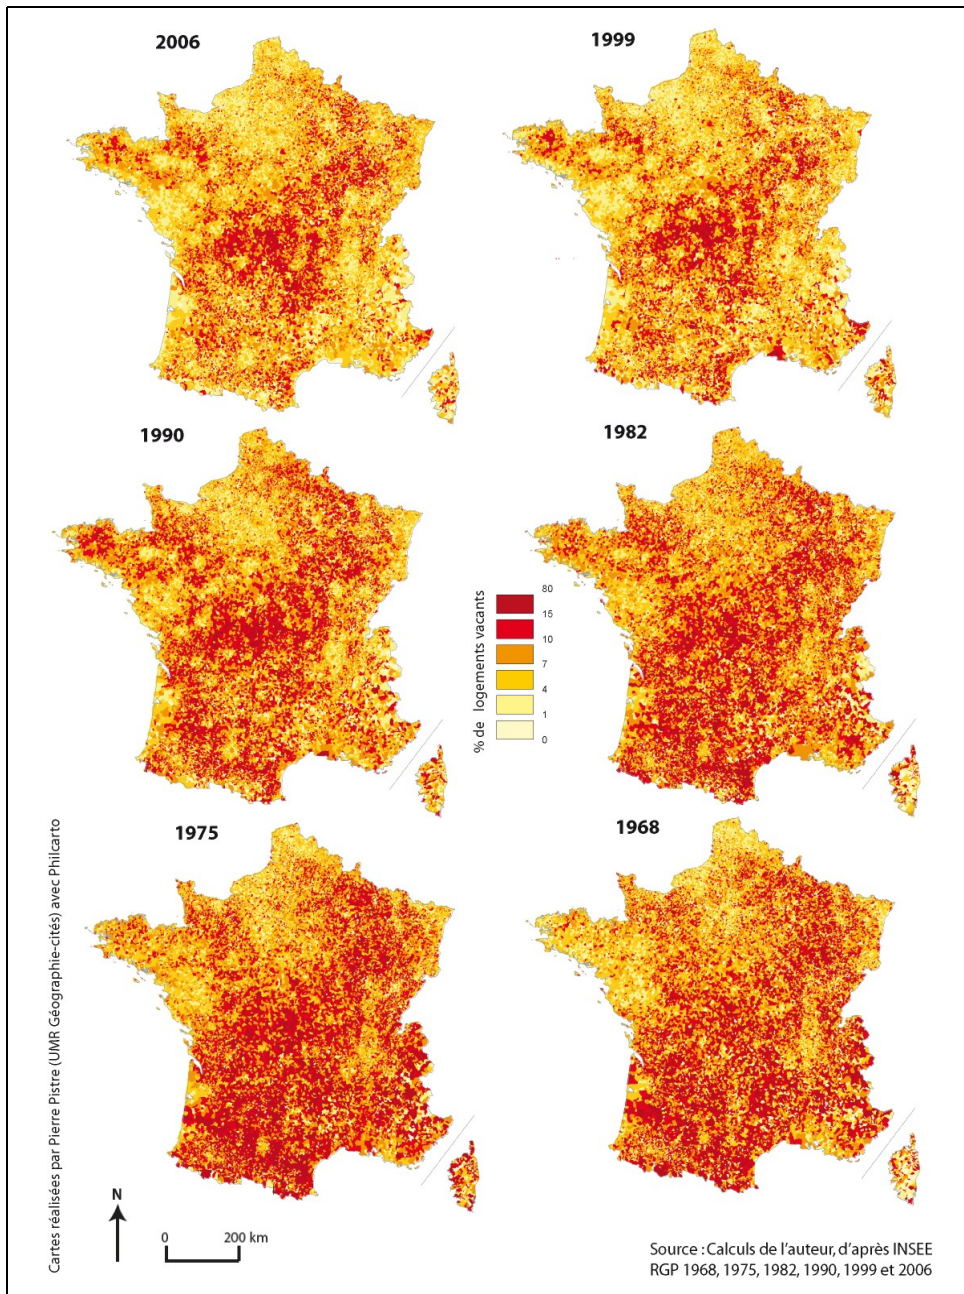 2006
1999
1990
1982
% de logements vacants
80
15
10
7
4
1
0
1975
1968
Cartes réalisées par Pierre Pistre (UMR Géographie-cités) avec Philcarto
N
0 200 km
Source : Calculs de l'auteur, d'après INSEE
RGP 1968, 1975, 1982, 1990, 1999 et 2006